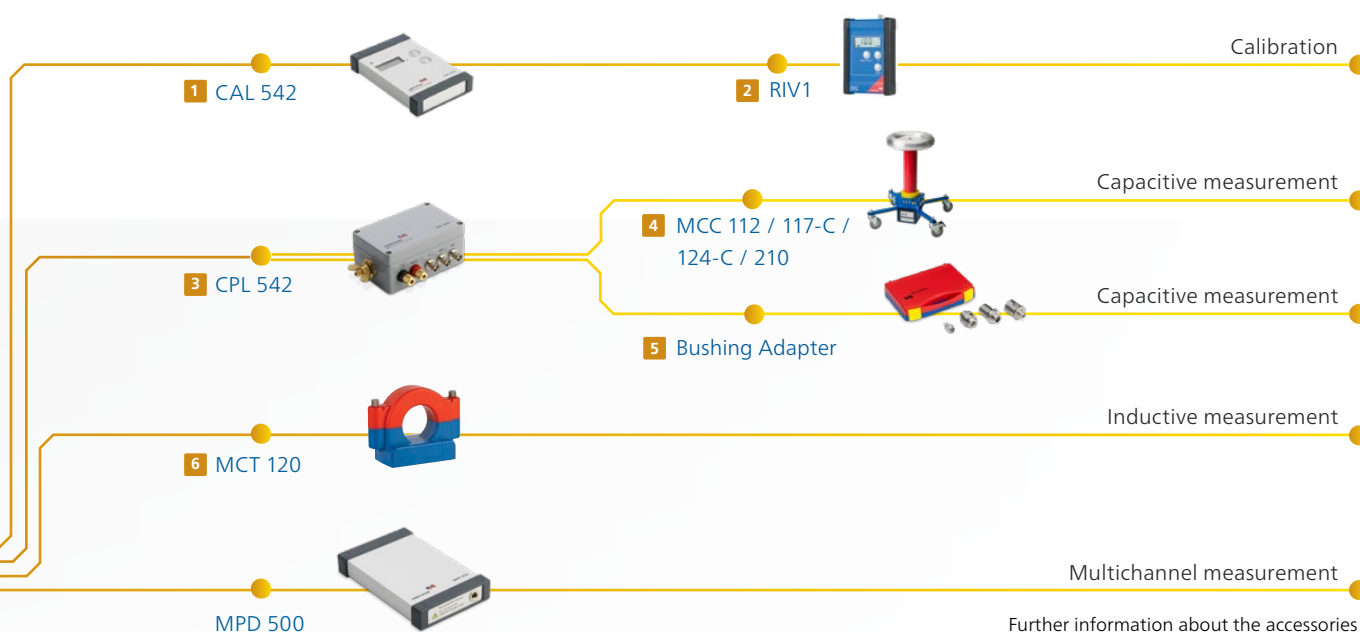 Calibration
1 CAL 542
2 RIV1
Capacitive measurement
4 MCC 112 / 117-C /
124-C / 210
3 CPL 542
Capacitive measurement
5 Bushing Adapter
Inductive measurement
6 MCT 120
Multichannel measurement
MPD 500
Further information about the accessories